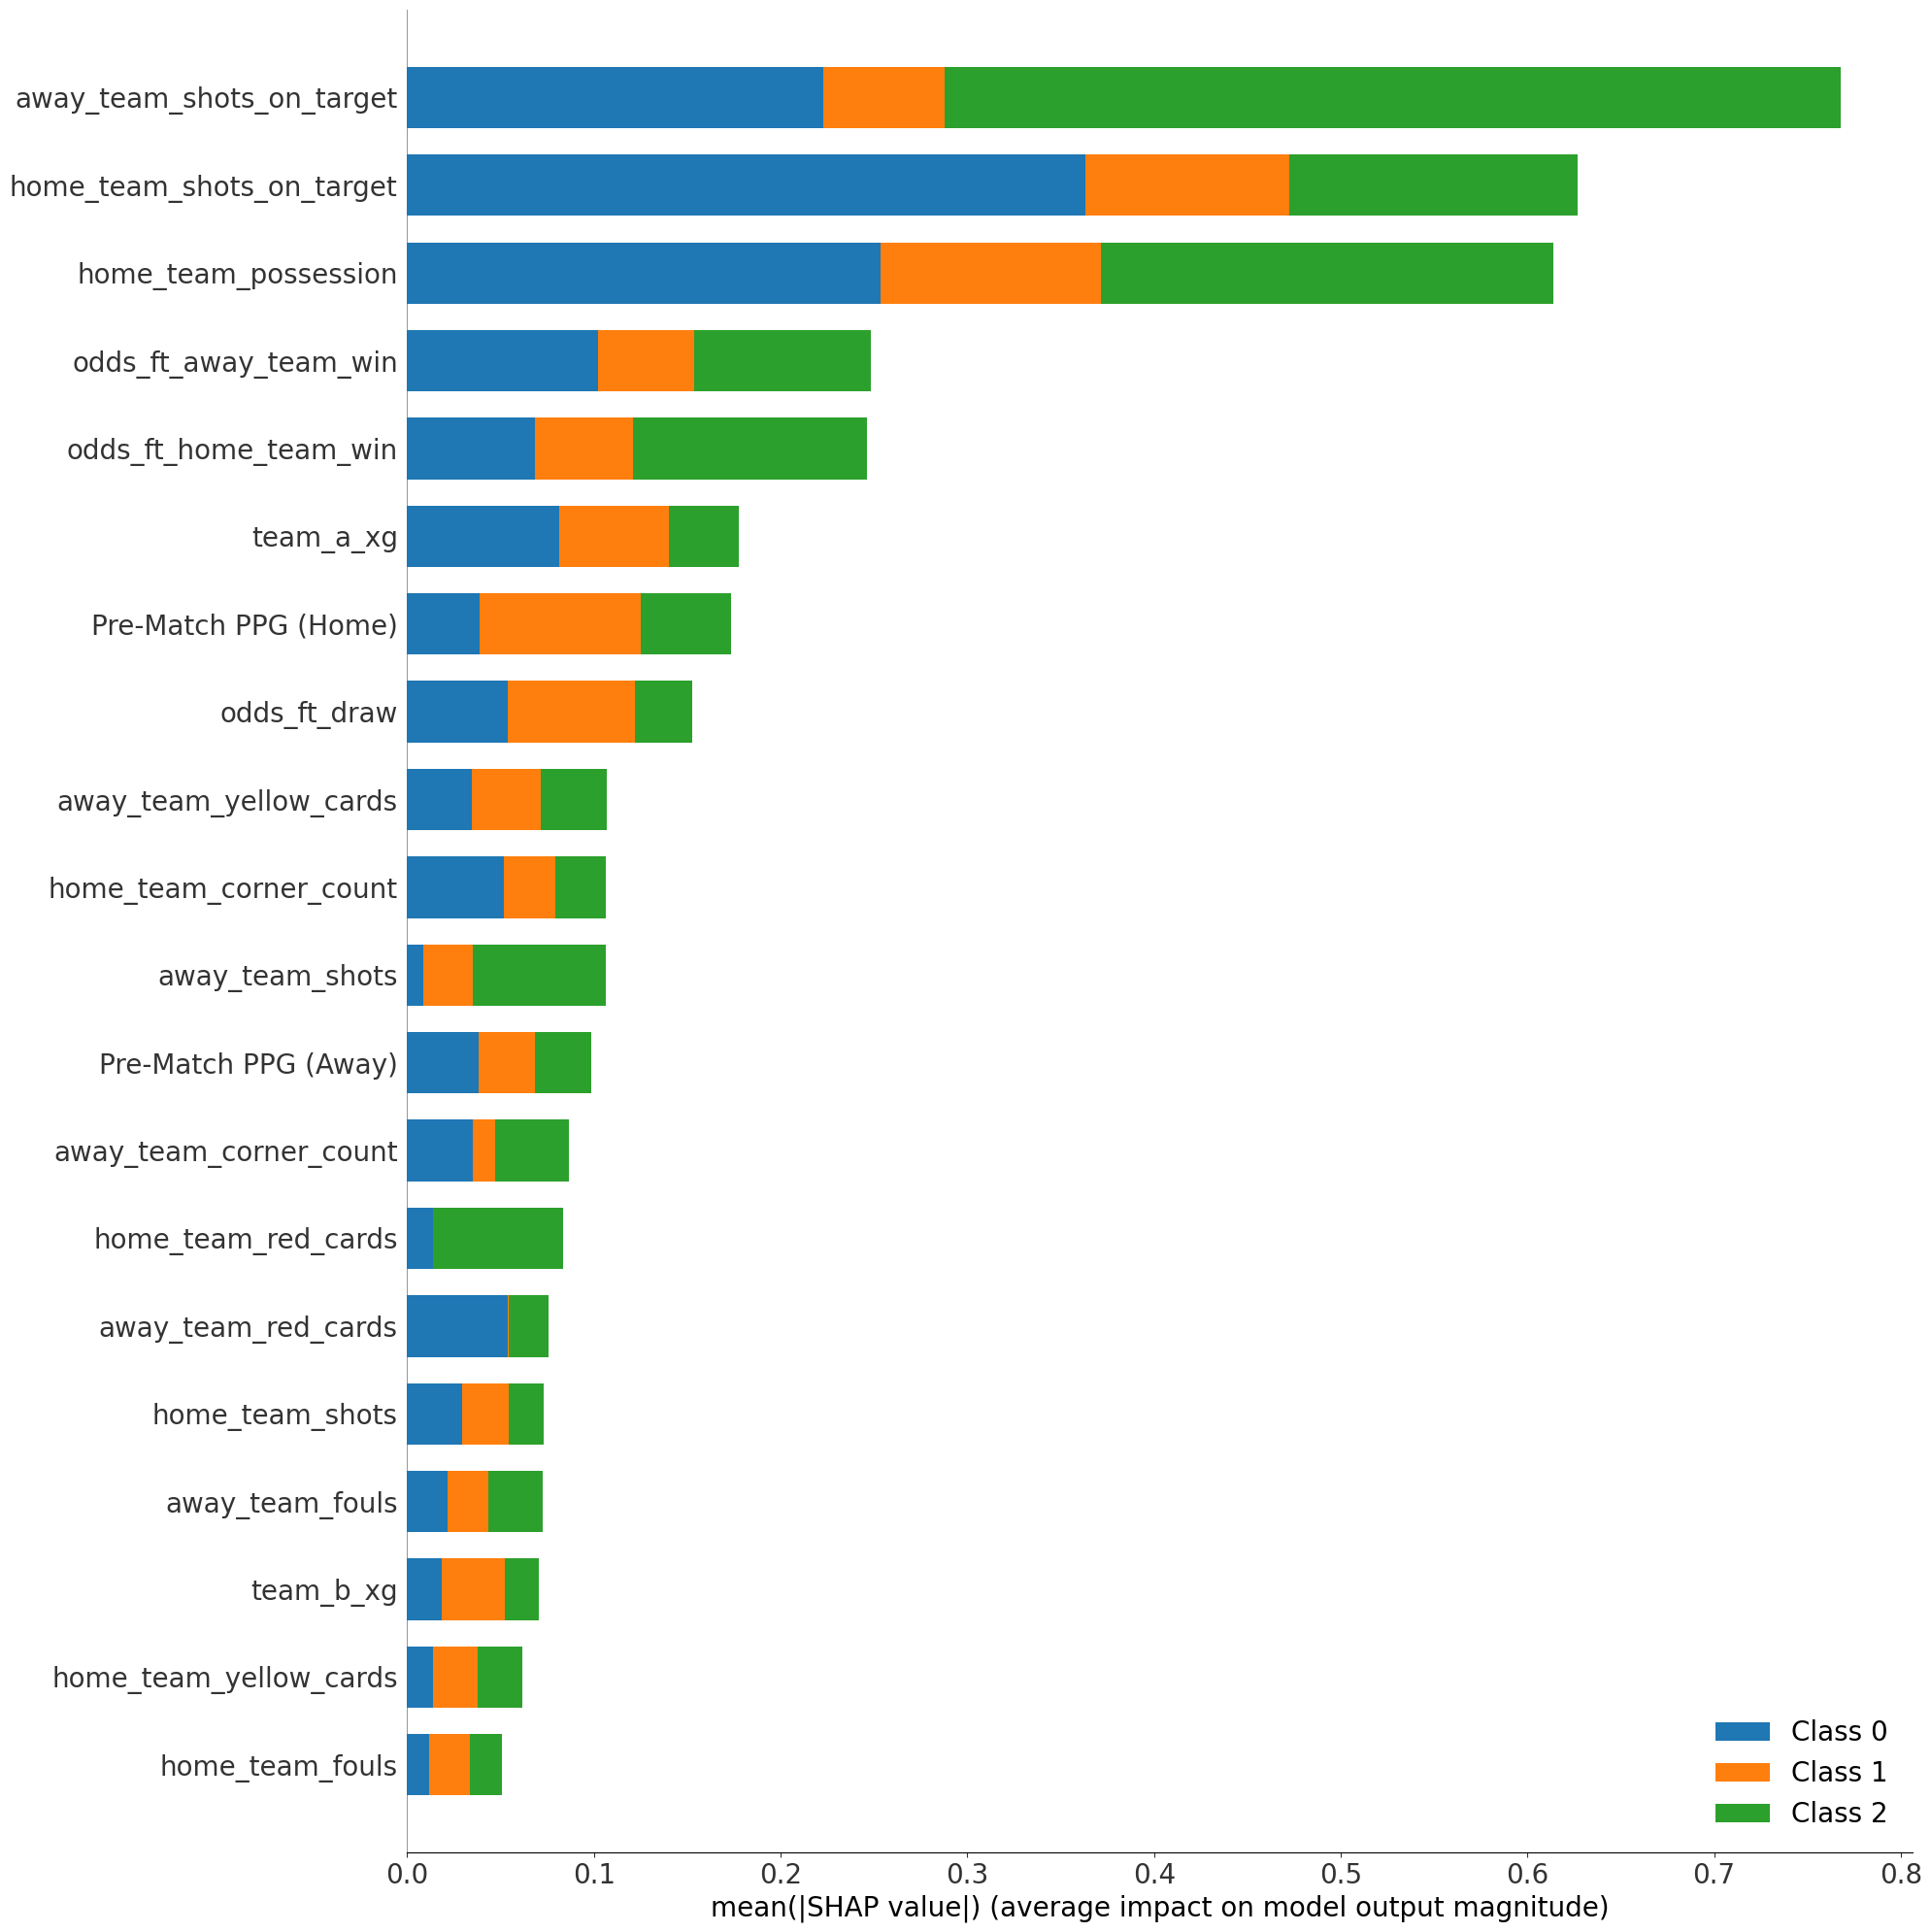 away_team_shots_on_target
home_team_shots_on_target
home_team_possession
odds_ft_away_team_win
odds_ft_home_team_win
team_a_xg
Pre-Match PPG (Home)
odds_ft_draw
away_team_yellow_cards
home_team_corner_count
away_team_shots
Pre-Match PPG (Away)
away_team_corner_count
home_team_red_cards
away_team_red_cards
home_team_shots
away_team_fouls
team_b_xg
home_team_yellow_cards
home_team_fouls
Class 0
Class 1
Class 2
0.0 0.1 0.2 0.3 0.4 0.5 0.6 0.7 0.8
mean(|SHAP value|) (average impact on model output magnitude)